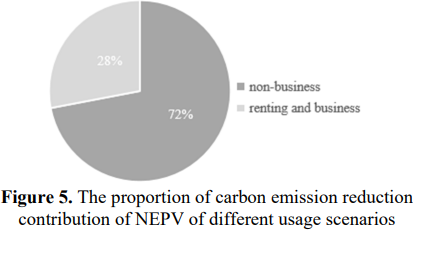 28%
non-business
renting and business
72%
Figure 5. The proportion of carbon emission reduction
contribution of NEPV of different usage scenarios